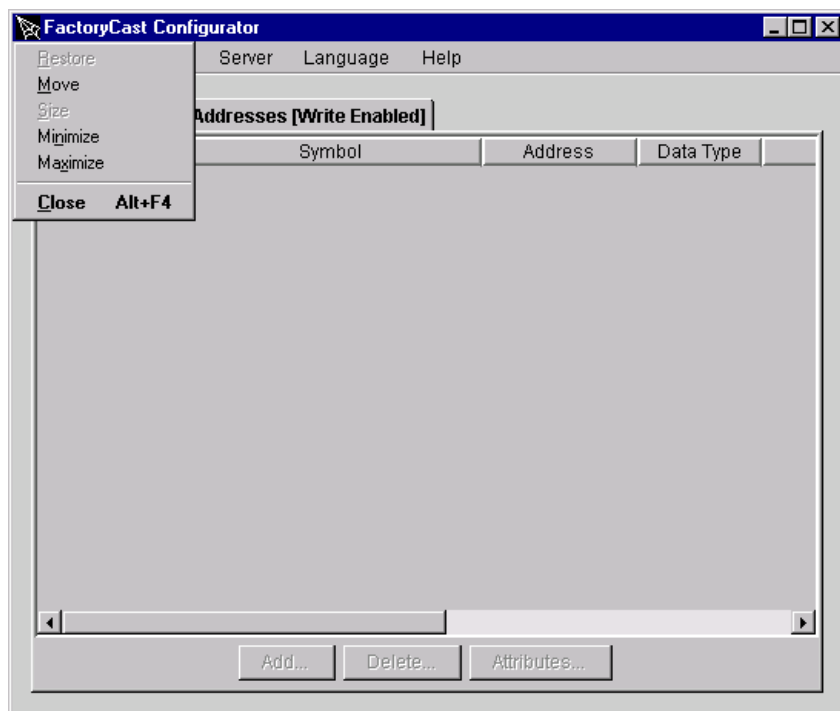 FactoryCast Configurator
Restore
Move
Size
Minimize
Maximize
Close Alt+F4
Server Language Help
Addresses [Write Enabled]
Symbol Address Data Type
Add... Delete... Attributes...